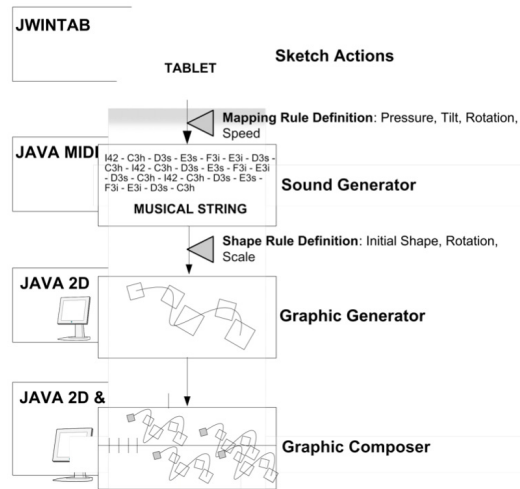 JWINTAB
TABLET
Sketch Actions
Mapping Rule Definition: Pressure, Tilt, Rotation,
Speed
JAVA MIDI
I42 - C3h - D3s - E3s - F3i - E3i - D3s -
C3h - I42 - C3h - D3s - E3s - F3i - E3i
- D3s - C3h - I42 - C3h - D3s - E3s -
F3i - E3i - D3s - C3h
MUSICAL STRING
Sound Generator
Shape Rule Definition: Initial Shape, Rotation,
Scale
JAVA 2D
Graphic Generator
JAVA 2D &
Graphic Composer